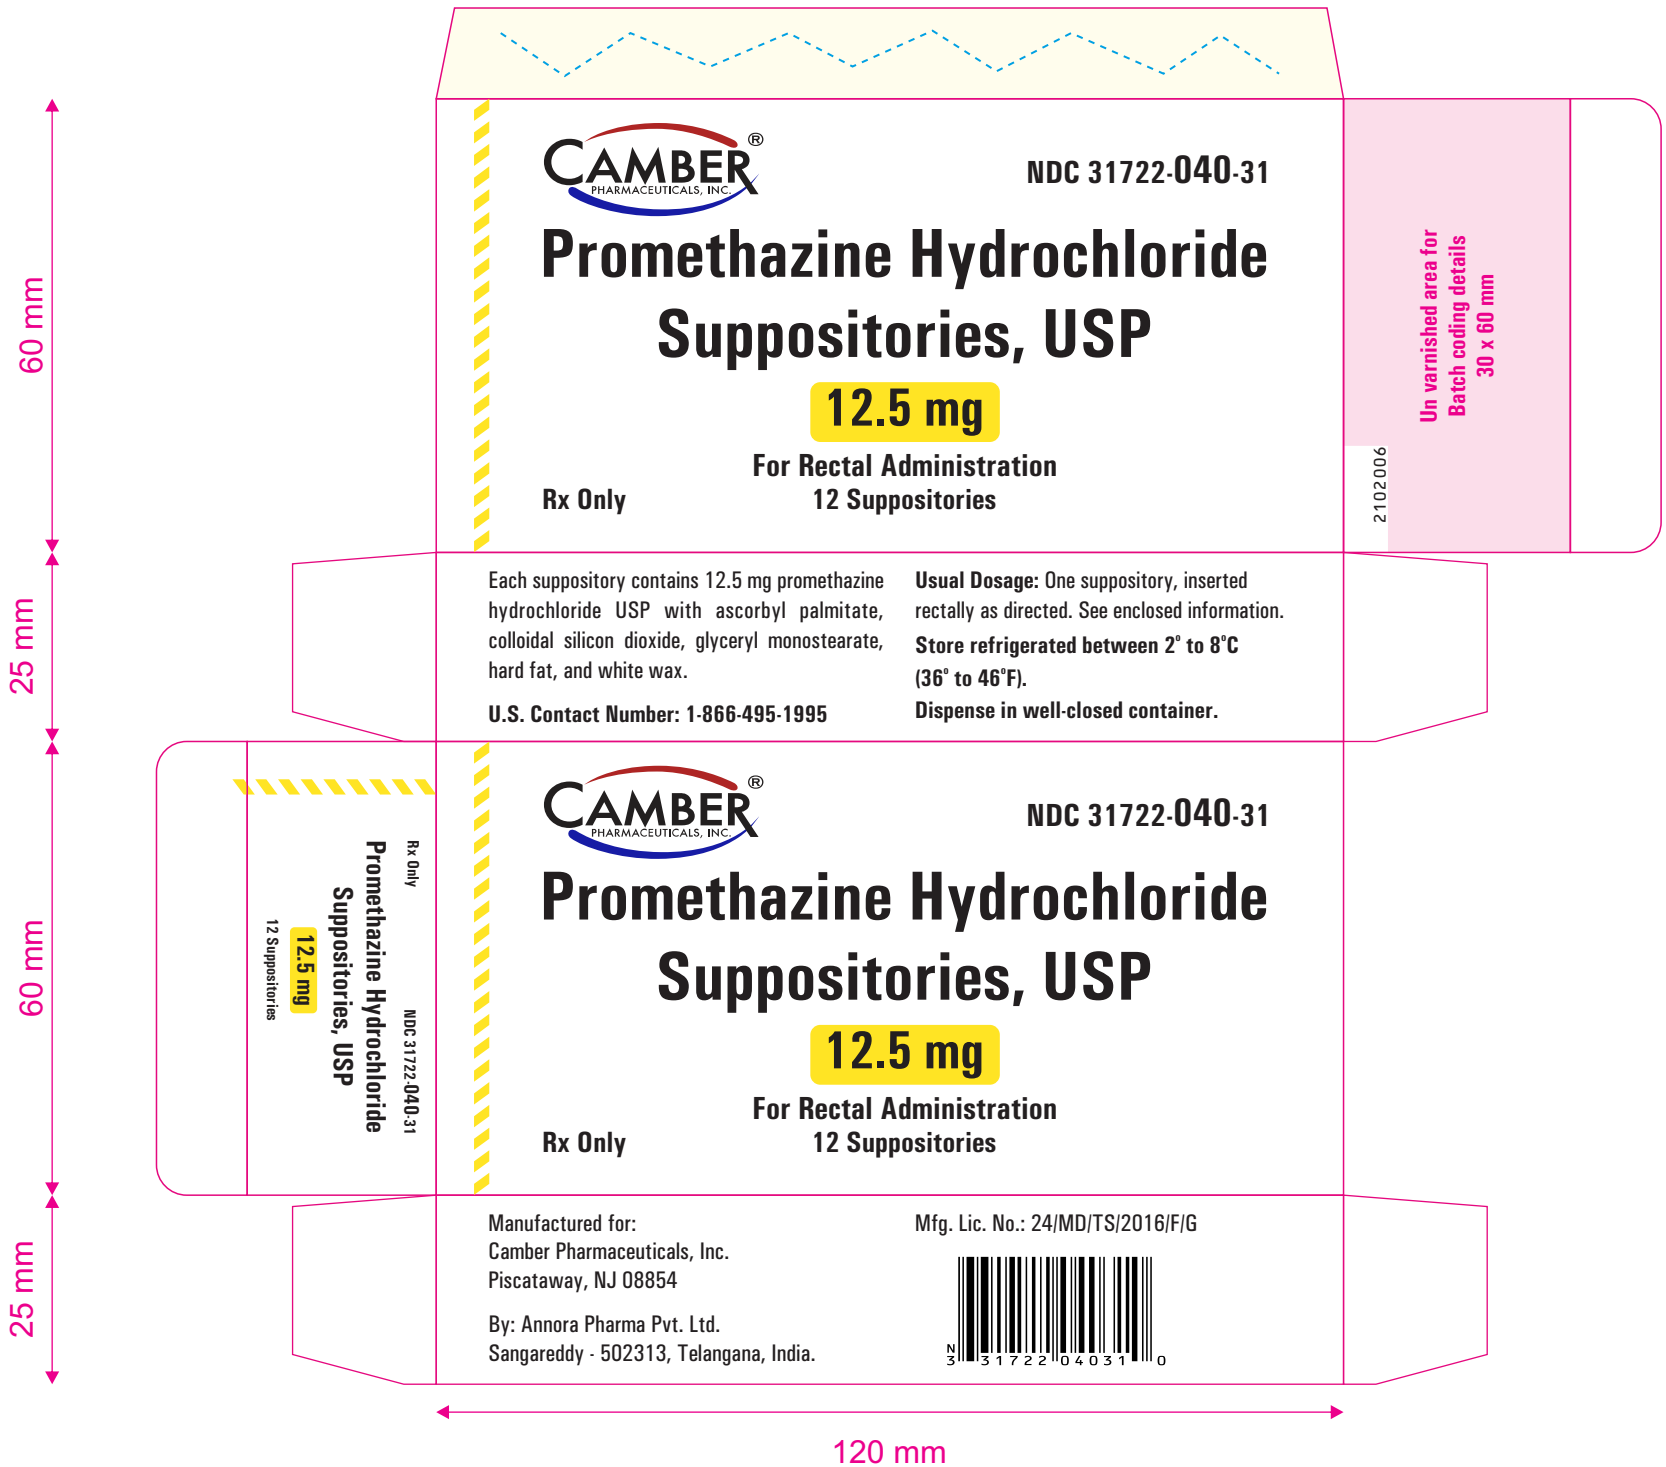 CAMBER ®
PHARMACEUTICALS, INC.
NDC 31722-040-31
Promethazine Hydrochloride
Suppositories, USP
12.5 mg
For Rectal Administration
Rx Only
12 Suppositories
Un varnished area for
Batch coding details
30 x 60 mm
2102006
60 mm
Each suppository contains 12.5 mg promethazine
hydrochloride USP with ascorbyl palmitate,
colloidal silicon dioxide, glyceryl monostearate,
hard fat, and white wax.
U.S. Contact Number: 1-866-495-1995
Usual Dosage: One suppository, inserted
rectally as directed. See enclosed information.
Store refrigerated between 2° to 8°C
(36° to 46°F).
Dispense in well-closed container.
25 mm
Rx Only
NDC 31722-040-31
Promethazine Hydrochloride
Suppositories, USP
12.5 mg
12 Suppositories
CAMBER ®
PHARMACEUTICALS, INC.
NDC 31722-040-31
Promethazine Hydrochloride
Suppositories, USP
12.5 mg
For Rectal Administration
Rx Only
12 Suppositories
60 mm
Manufactured for:
Camber Pharmaceuticals, Inc.
Piscataway, NJ 08854
By: Annora Pharma Pvt. Ltd.
Sangareddy - 502313, Telangana, India.
Mfg. Lic. No.: 24/MD/TS/2016/F/G
N
3 31722 04031 0
25 mm
120 mm